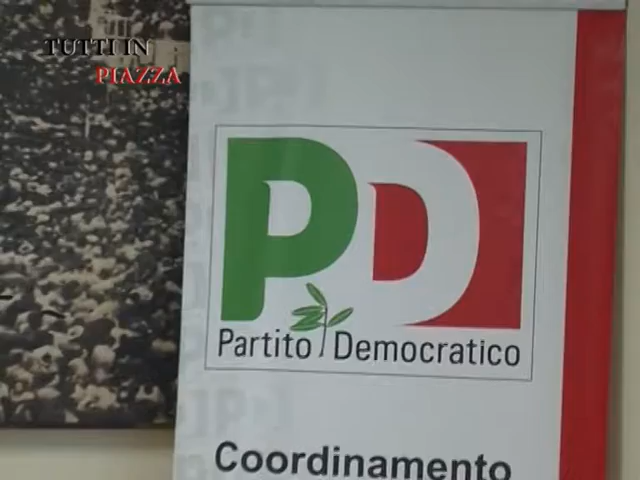 TUTTI IN
PIAZZA
PD
Partito Democratico
Coordinamento